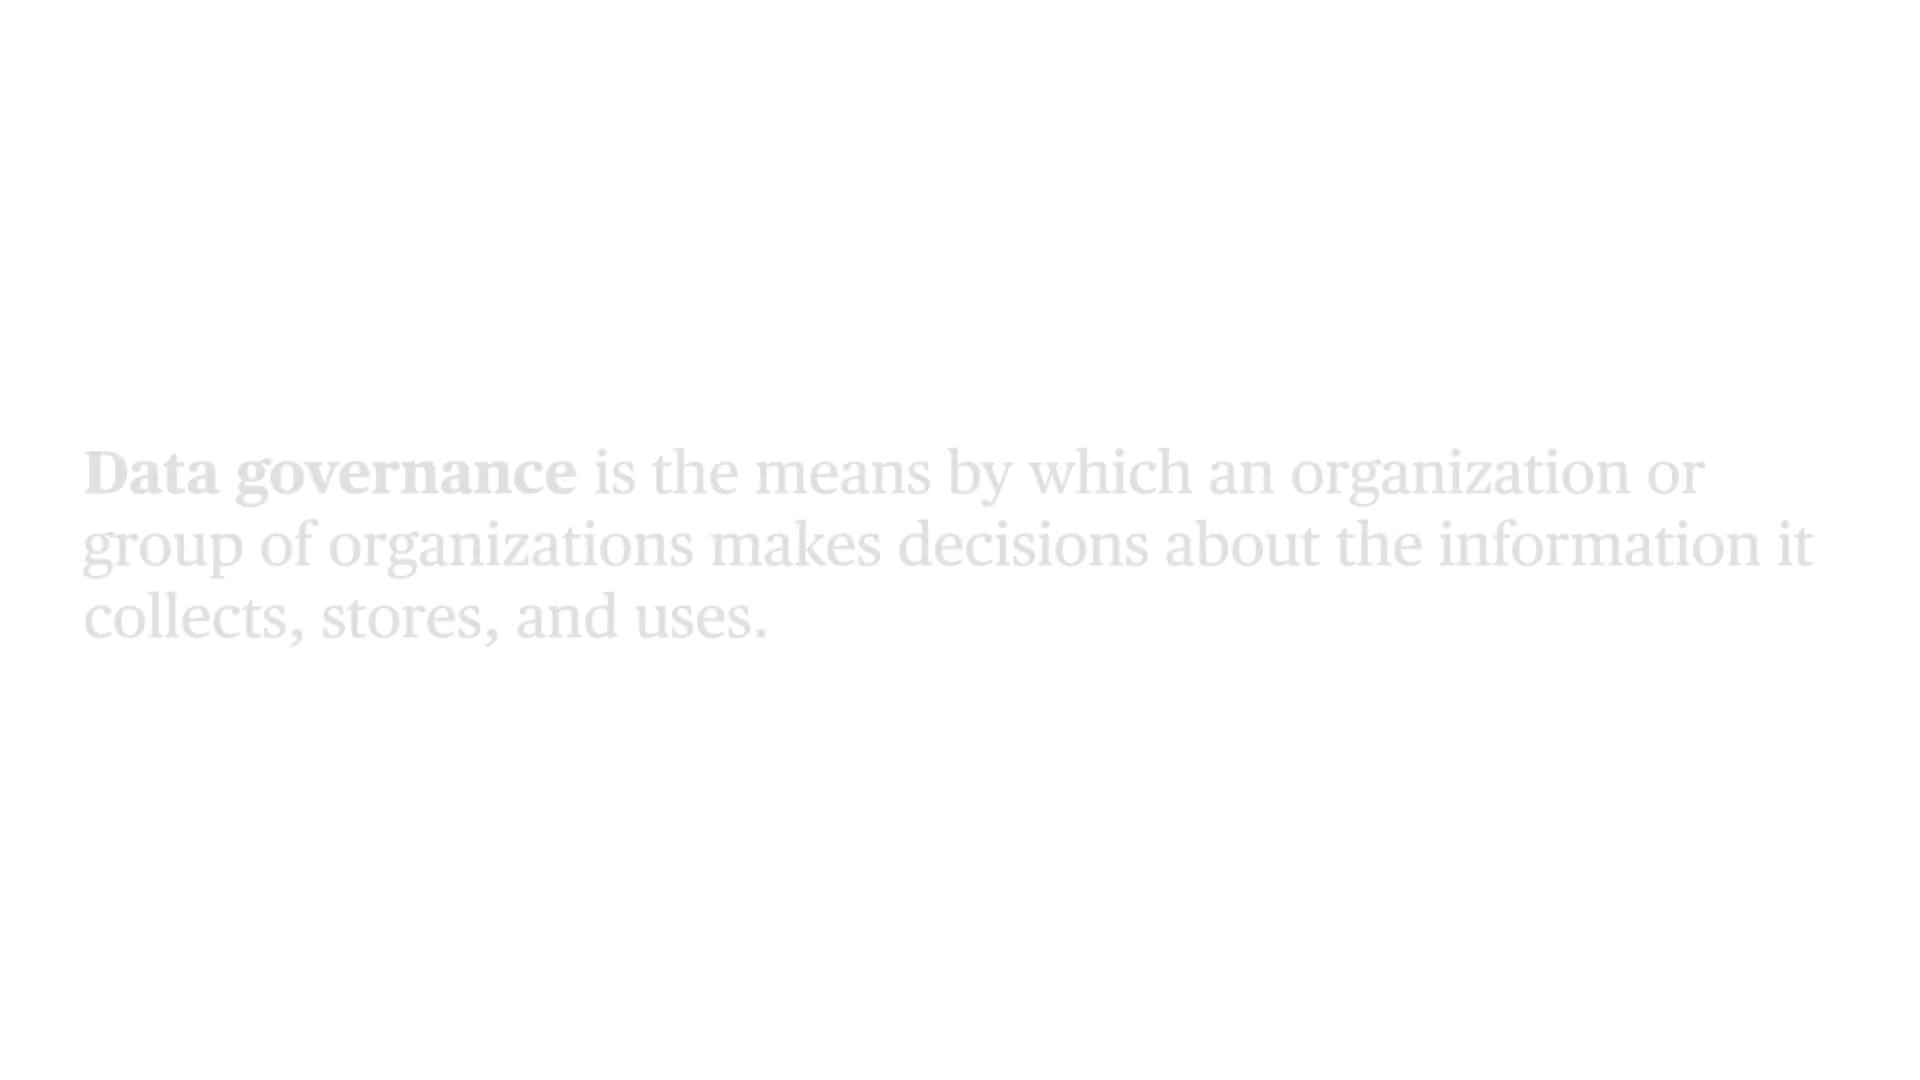 Data governance is the means by which an organization or
group of organizations makes decisions about the information it
collects, stores, and uses.